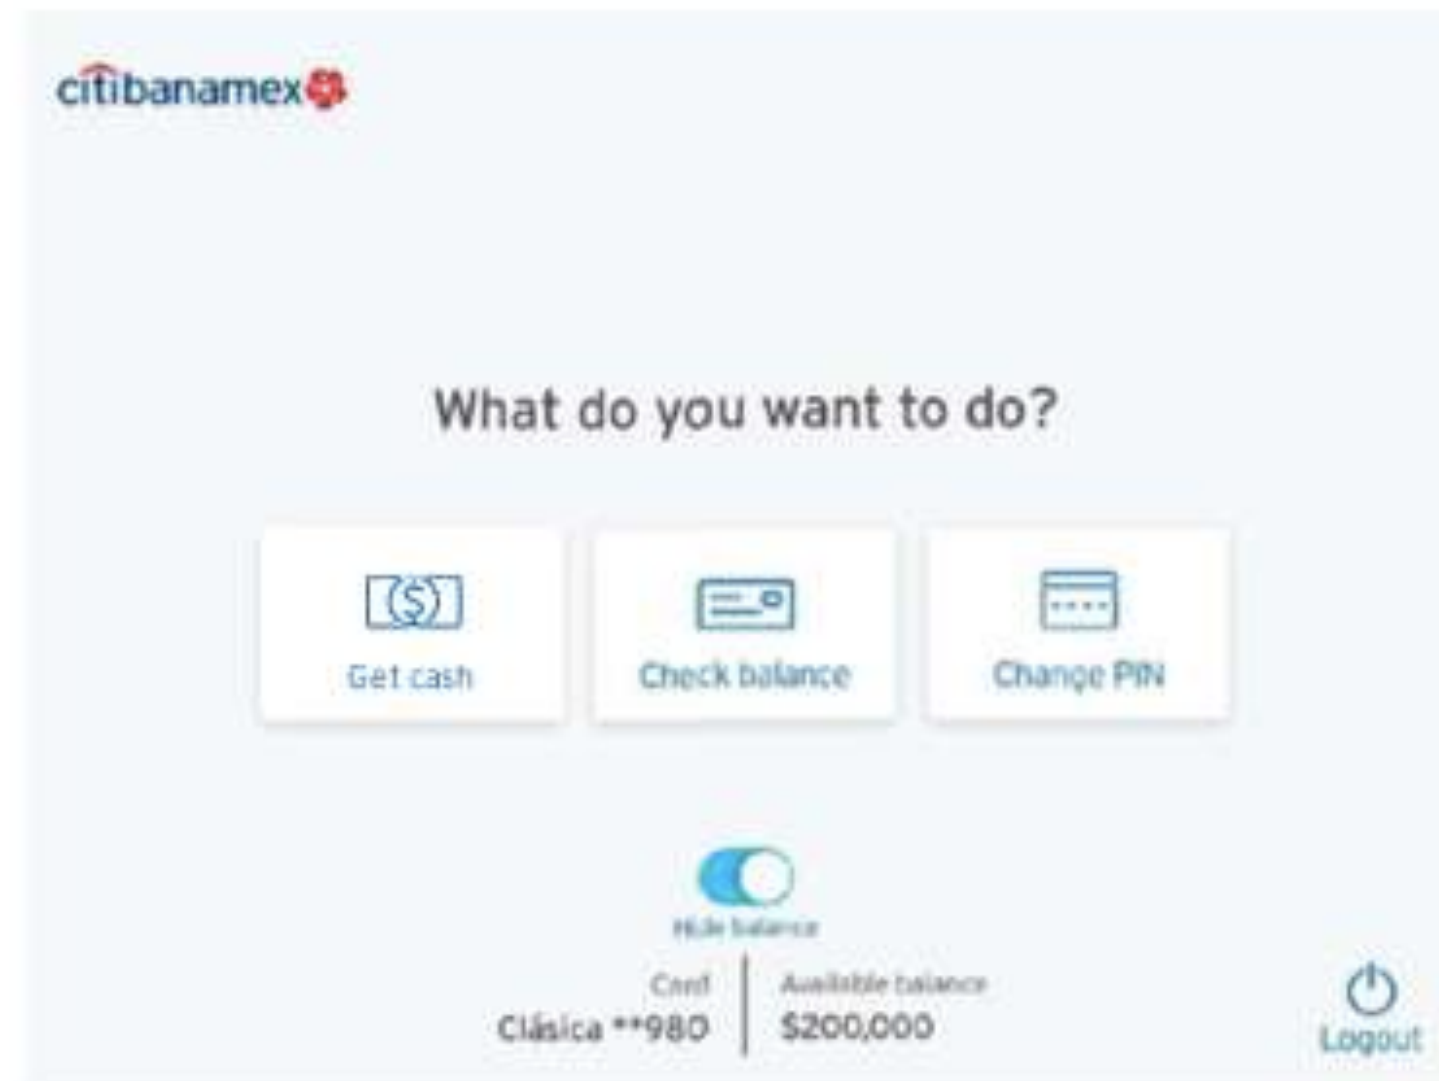 citibanamex
What do you want to do?
Get cash
Check balance
Change PIN
Hide balance
Card
Clásica **980
Available balance
$200,000
Logout